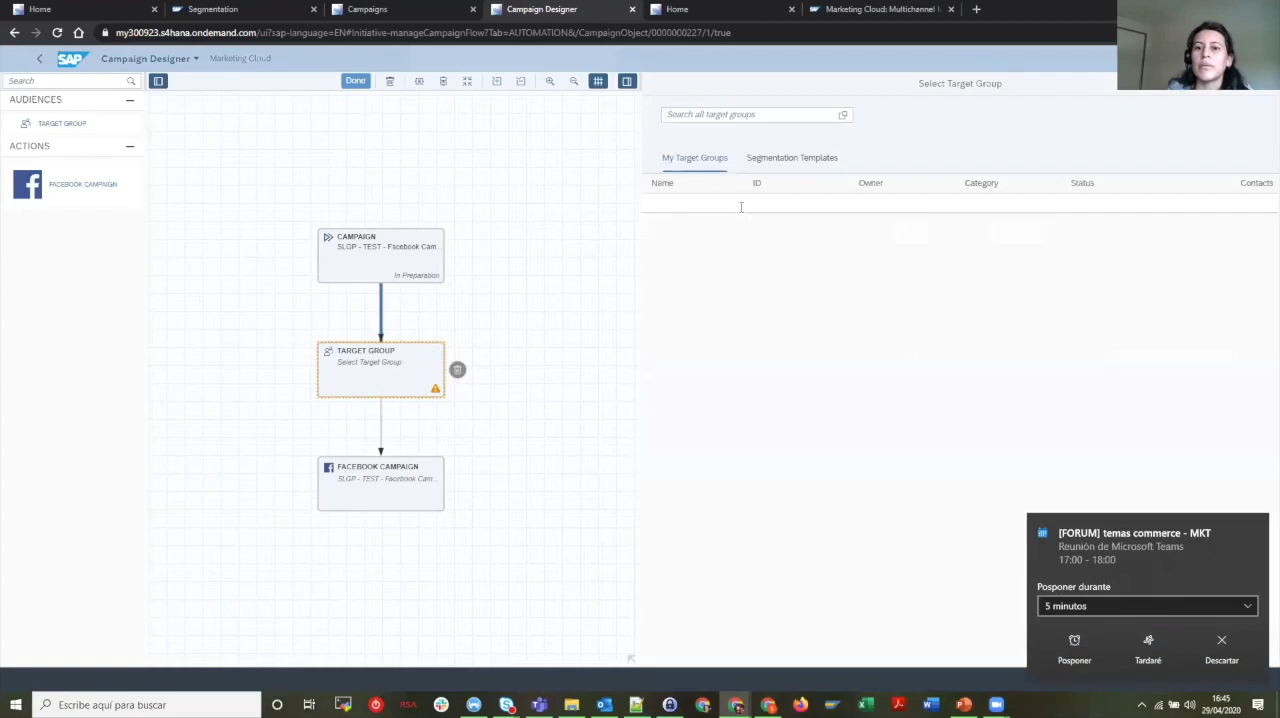 Home
Segmentation
Campaigns
Campaign Designer
Home
Marketing Cloud: Multichannel
my300923.s4hana.ondemand.com/ui?sap-language=EN#Initiative-manageCampaignFlow?Tab=AUTOMATION&/CampaignObject/0000000227/1/true
SAP
Campaign Designer
Marketing Cloud
Search
Done
Select Target Group
AUDIENCES
TARGET GROUP
ACTIONS
FACEBOOK CAMPAIGN
Search all target groups
My Target Groups
Segmentation Templates
Name
ID
Owner
Category
Status
Contacts
CAMPAIGN
SLGP - TEST - Facebook Cam...
In Preparation
TARGET GROUP
Select Target Group
FACEBOOK CAMPAIGN
SLGP - TEST - Facebook Cam...
[FORUM] temas commerce - MKT
Reunión de Microsoft Teams
17:00 - 18:00
Posponer durante
5 minutos
Posponer
Tardaré
Descartar
Escribe aquí para buscar
RSA
16:45
29/04/2020